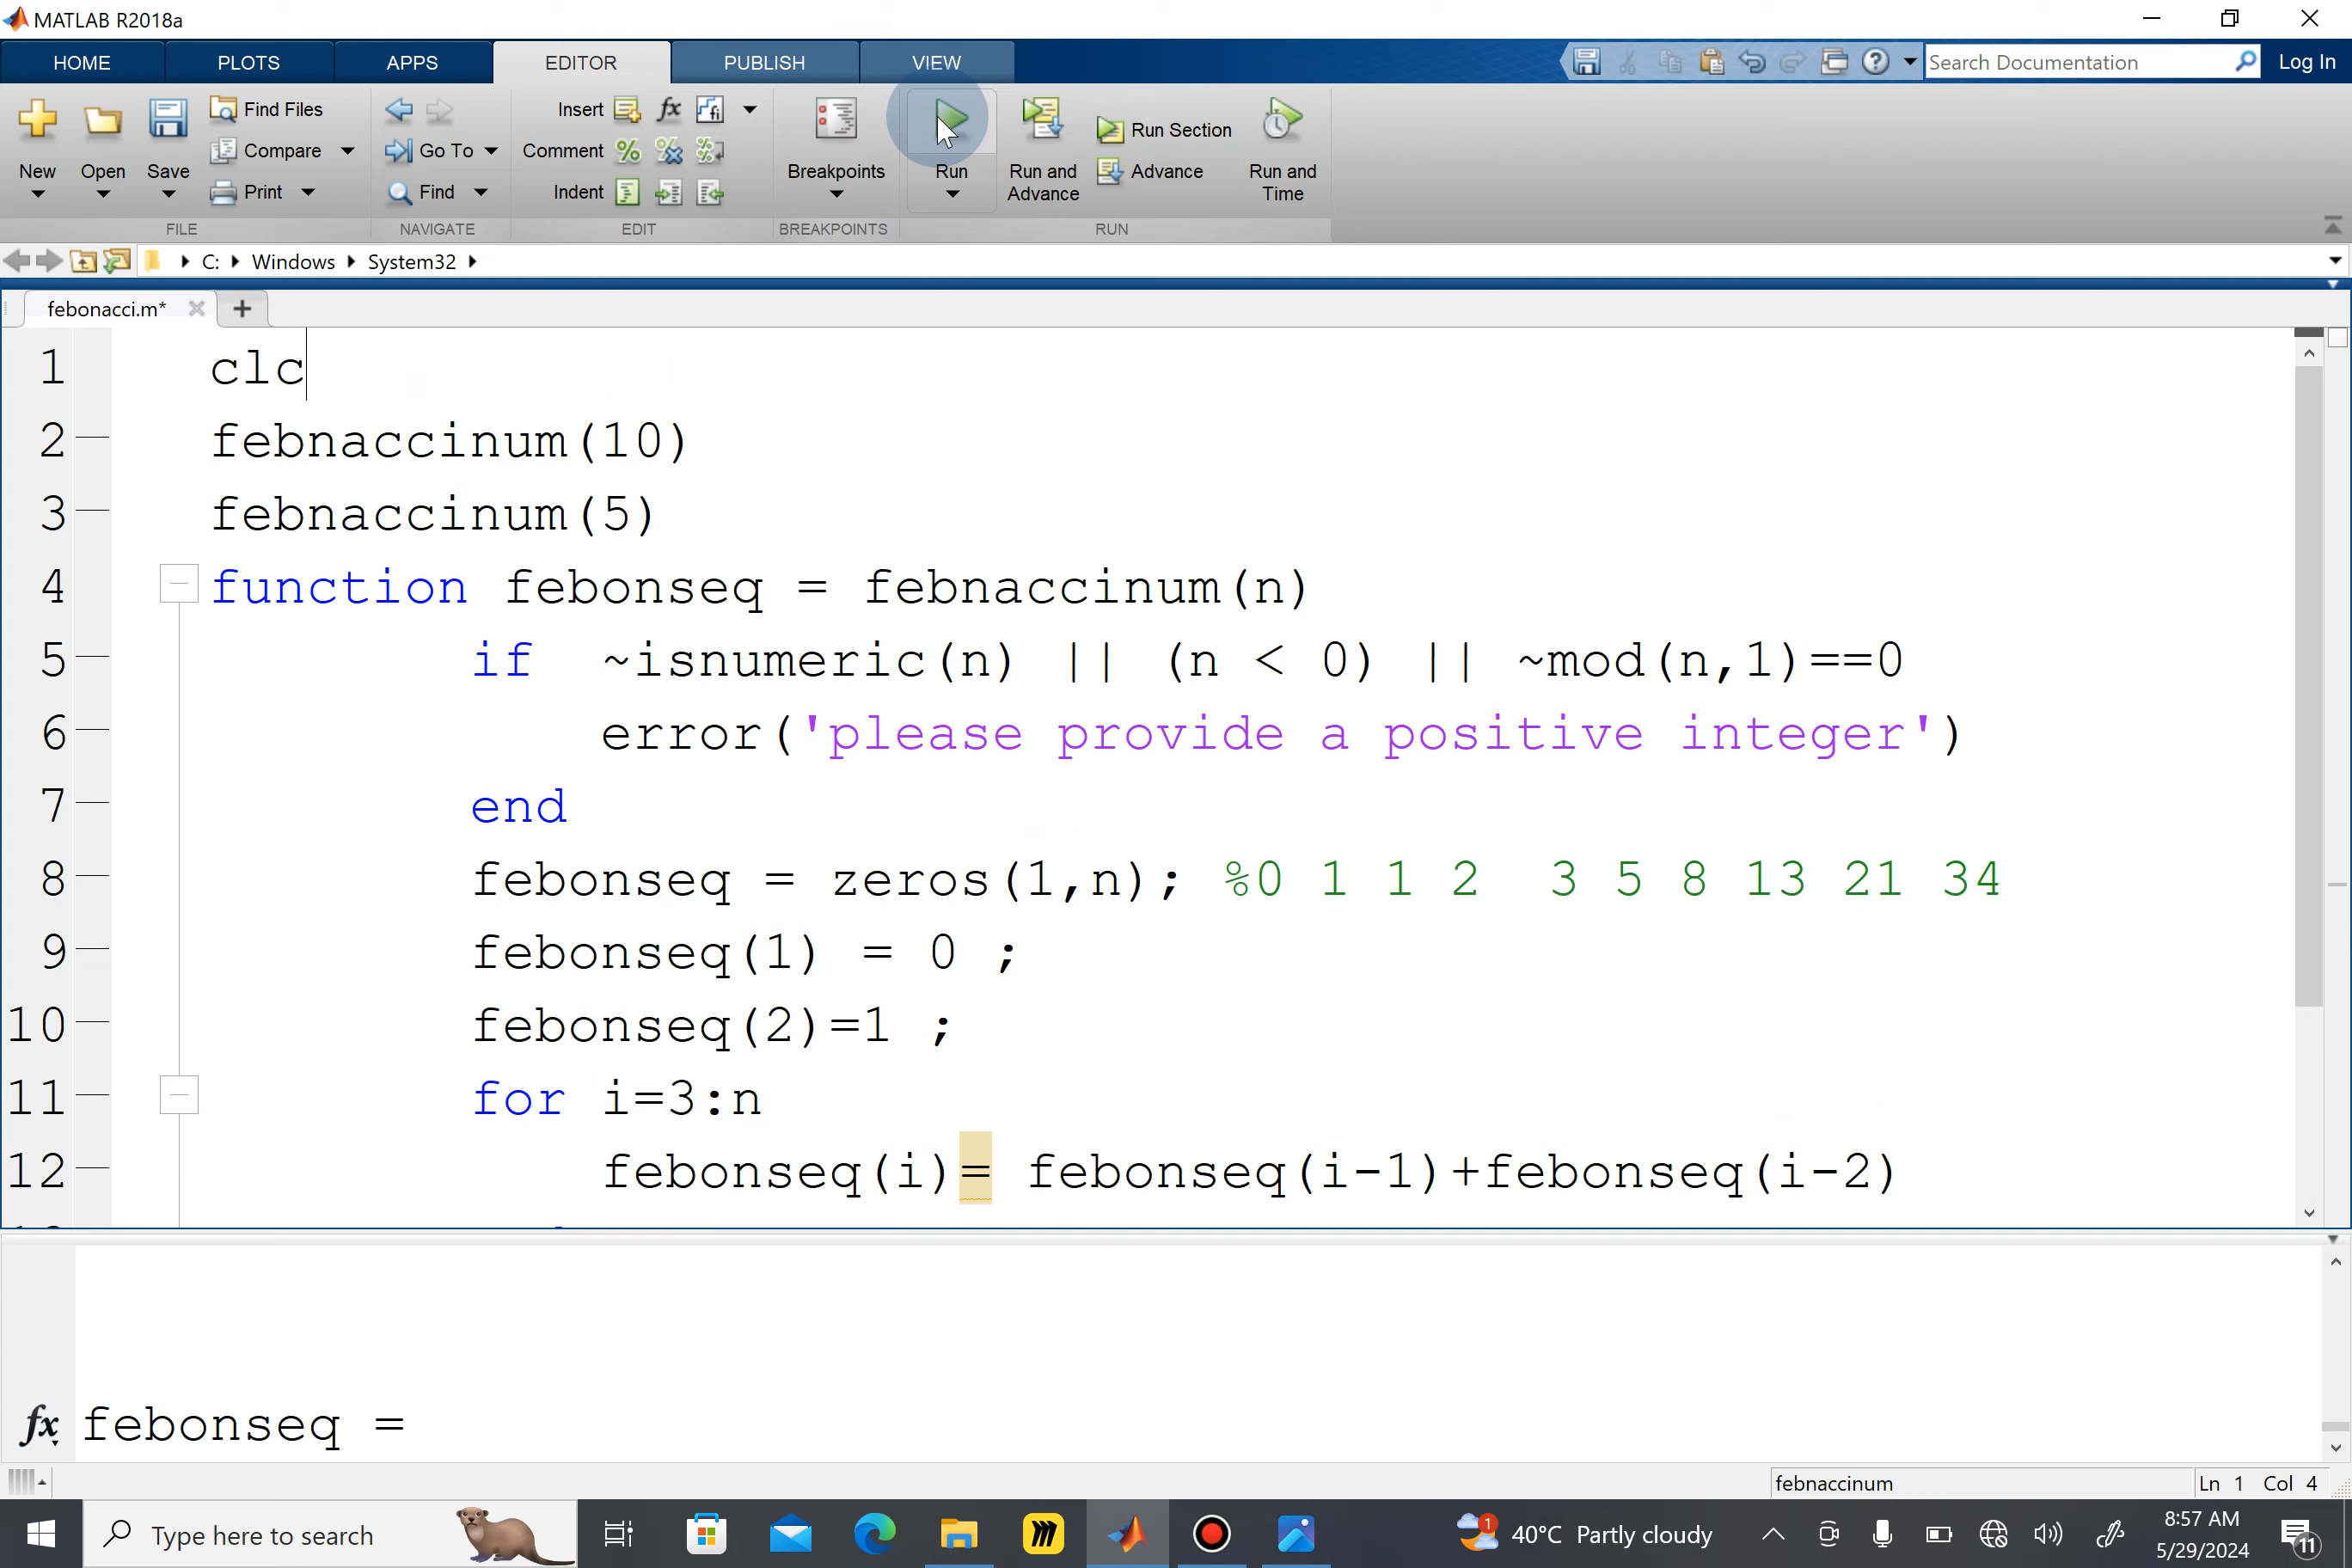 MATLAB R2018a
HOME PLOTS APPS EDITOR PUBLISH VIEW Search Documentation Log In
New Open Save Find Files Compare Print
Go To Find
Insert fx fi
Comment % % %
Indent
Breakpoints Run Run and Advance Run Section Advance Run and Time
FILE NAVIGATE EDIT BREAKPOINTS RUN
C: Windows System32
febonacci.m* +
1 clc
2 febnaccinum(10)
3 febnaccinum(5)
4 function febonseq = febnaccinum(n)
5 if ~isnumeric(n) || (n < 0) || ~mod(n,1)==0
6 error('please provide a positive integer')
7 end
8 febonseq = zeros(1,n); %0 1 1 2 3 5 8 13 21 34
9 febonseq(1) = 0 ;
10 febonseq(2)=1 ;
11 for i=3:n
12 febonseq(i)= febonseq(i-1)+febonseq(i-2)
fx febonseq =
febnaccinum Ln 1 Col 4
Type here to search 1 40°C Partly cloudy 8:57 AM
5/29/2024 11